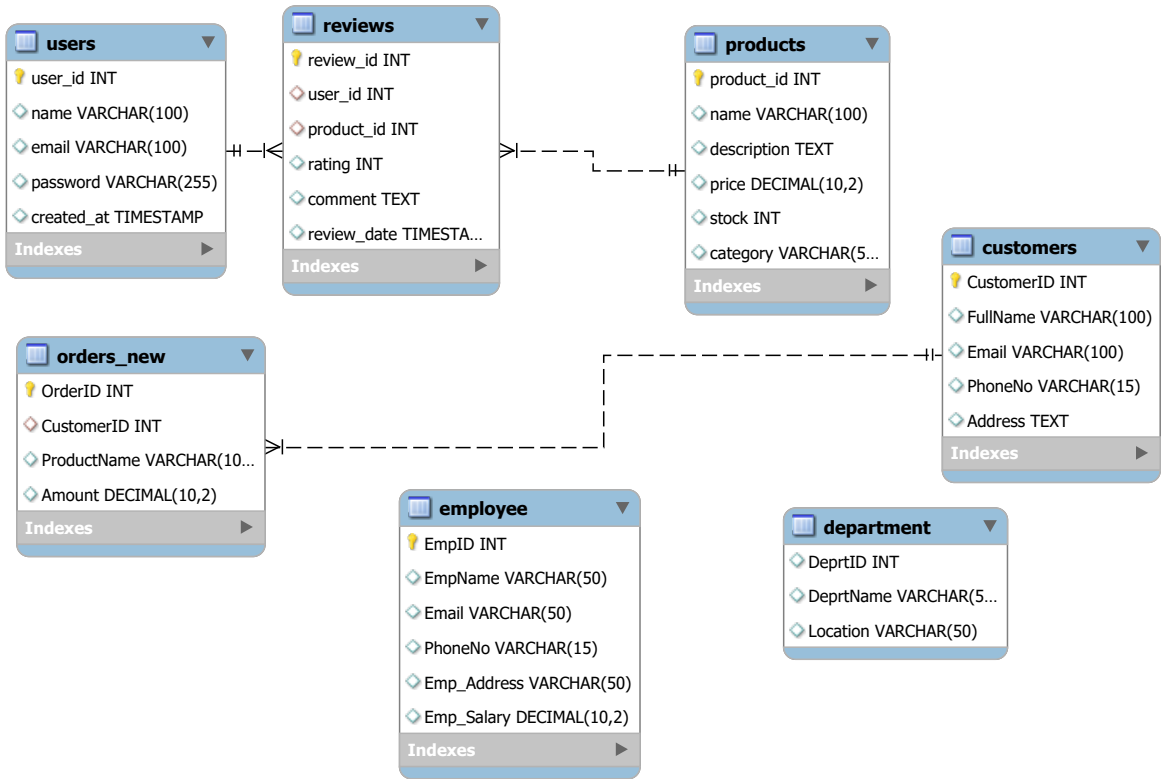 users
user_id INT
name VARCHAR(100)
email VARCHAR(100)
password VARCHAR(255)
created_at TIMESTAMP
Indexes
reviews
review_id INT
user_id INT
product_id INT
rating INT
comment TEXT
review_date TIMESTA...
Indexes
products
product_id INT
name VARCHAR(100)
description TEXT
price DECIMAL(10,2)
stock INT
category VARCHAR(5...
Indexes
customers
CustomerID INT
FullName VARCHAR(100)
Email VARCHAR(100)
PhoneNo VARCHAR(15)
Address TEXT
Indexes
orders_new
OrderID INT
CustomerID INT
ProductName VARCHAR(10...
Amount DECIMAL(10,2)
Indexes
employee
EmpID INT
EmpName VARCHAR(50)
Email VARCHAR(50)
PhoneNo VARCHAR(15)
Emp_Address VARCHAR(50)
Emp_Salary DECIMAL(10,2)
Indexes
department
DeprtID INT
DeprtName VARCHAR(5...
Location VARCHAR(50)